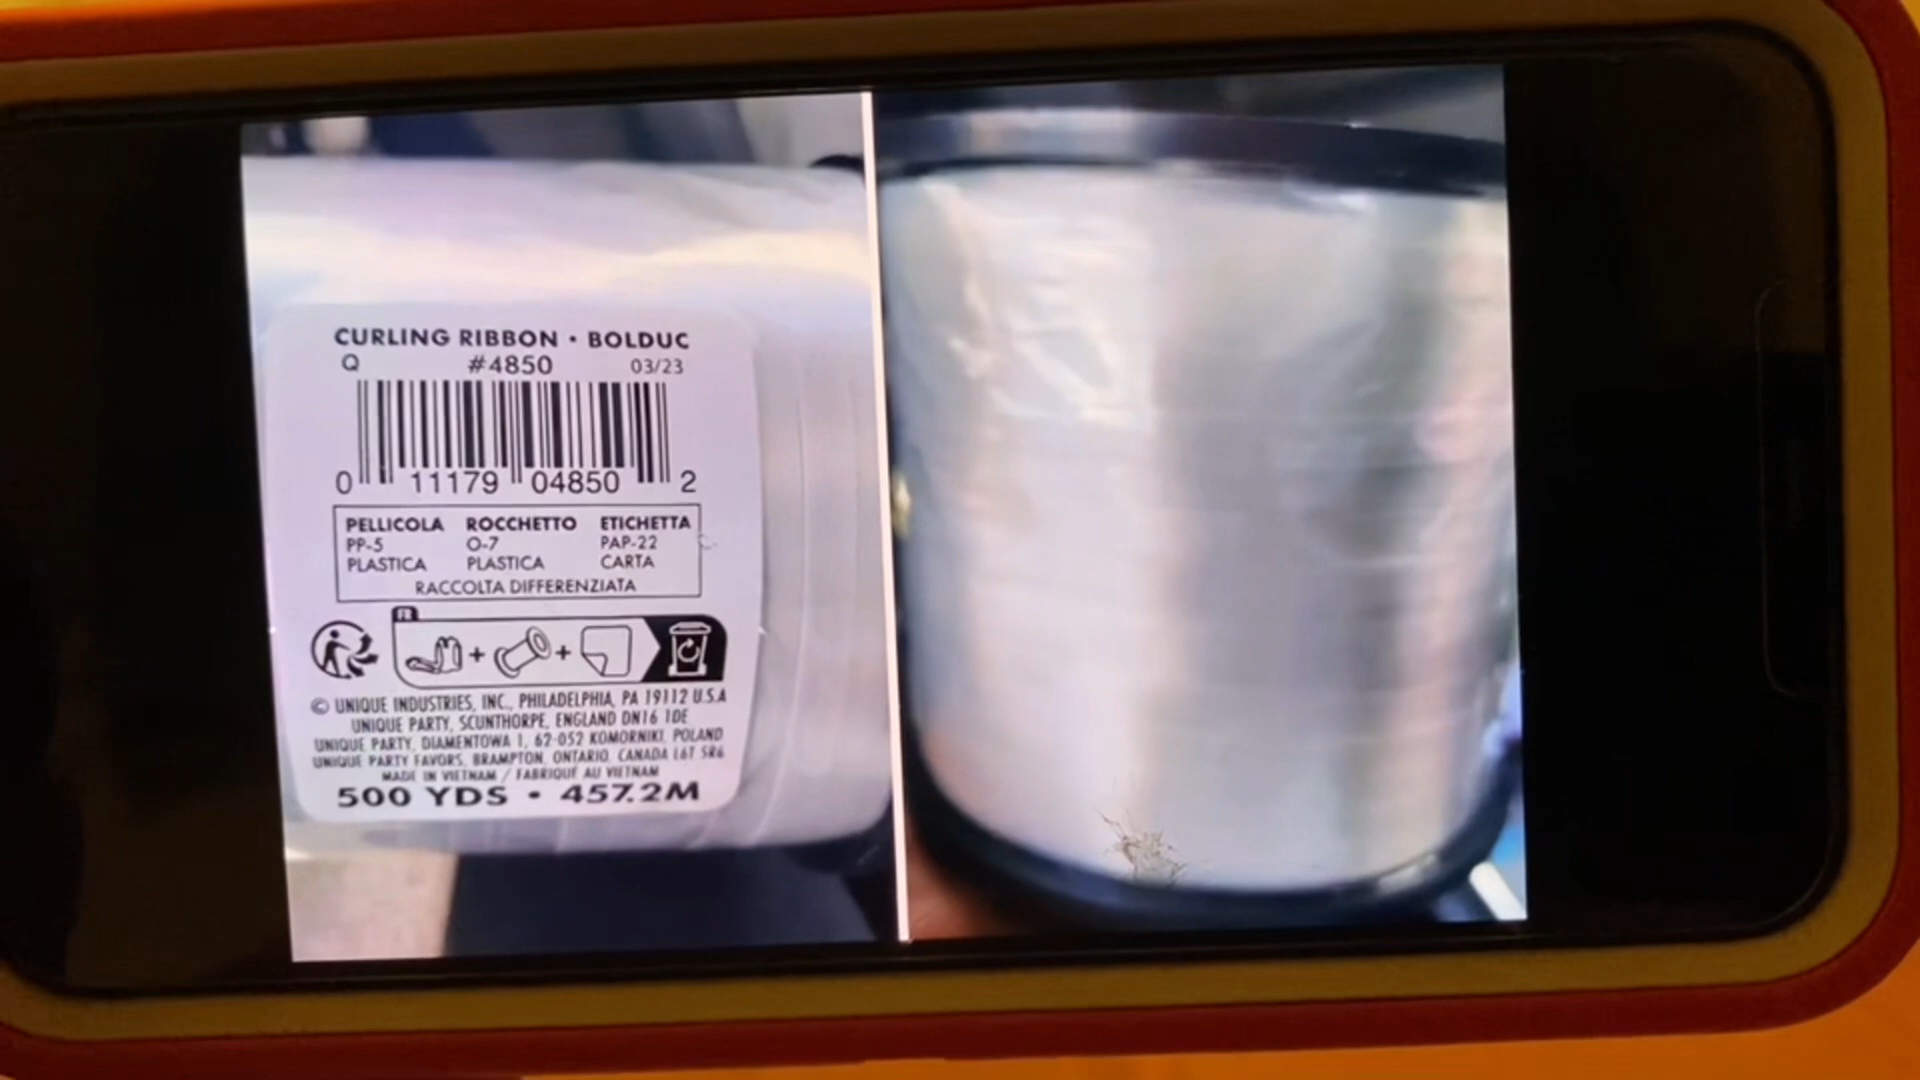 CURLING RIBBON • BOLDUC
Q #4850 03/23
0 11179 04850 2
PELLICOLA ROCCHETTO ETICHETTA
PP-5 O-7 PAP-22
PLASTICA PLASTICA CARTA
RACCOLTA DIFFERENZIATA
FR
© UNIQUE INDUSTRIES, INC., PHILADELPHIA, PA 19112 U.S.A
UNIQUE PARTY, SCUNTHORPE, ENGLAND DN16 1DE
UNIQUE PARTY, DIAMENTOWA 1, 62-052 KOMORNIKI, POLAND
UNIQUE PARTY FAVORS, BRAMPTON, ONTARIO, CANADA L6T 5R6
MADE IN VIETNAM / FABRIQUÉ AU VIETNAM
500 YDS • 457.2M